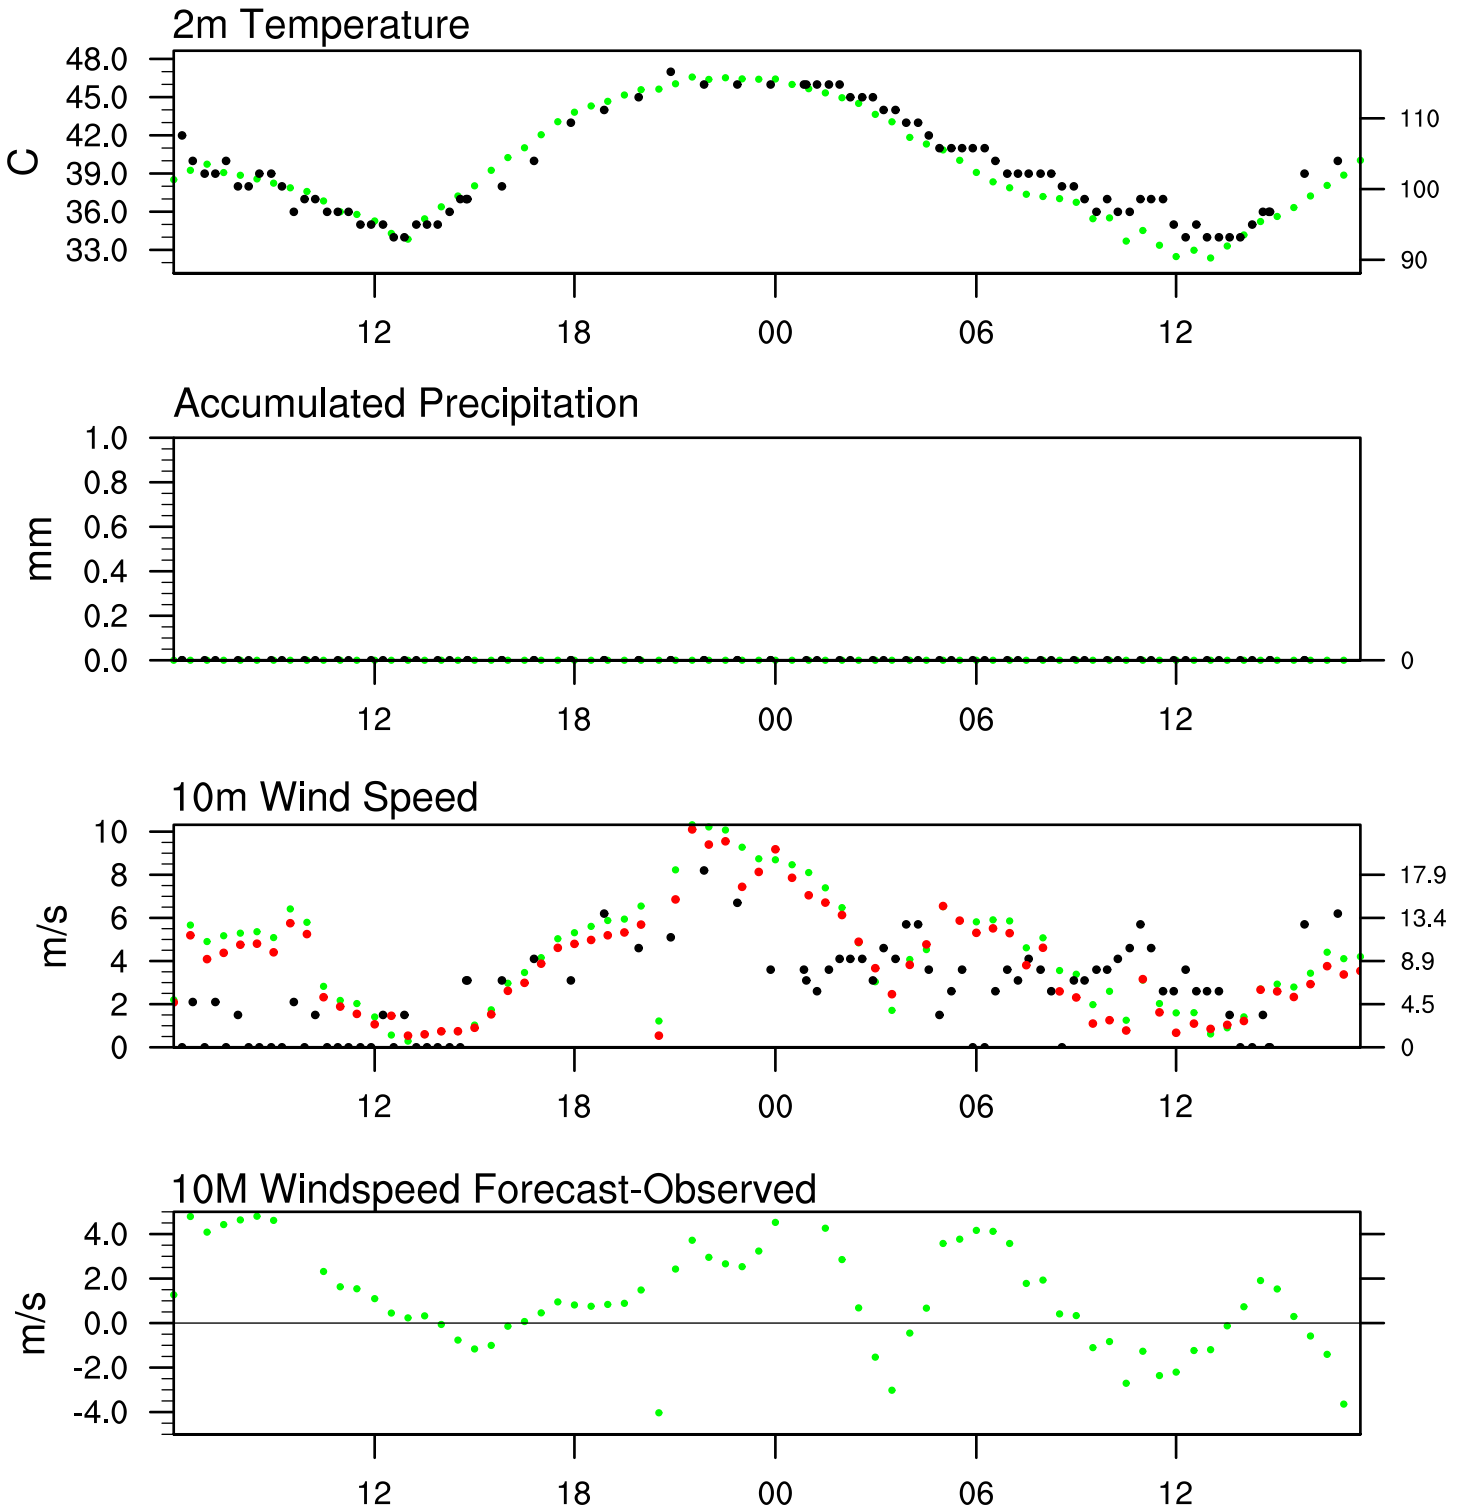 2m Temperature
48.0
45.0
42.0
39.0
36.0
33.0
C
110
100
90
12 18 00 06 12
Accumulated Precipitation
1.0
0.8
0.6
0.4
0.2
0.0
mm
0
12 18 00 06 12
10m Wind Speed
10
8
6
4
2
0
m/s
17.9
13.4
8.9
4.5
0
12 18 00 06 12
10M Windspeed Forecast-Observed
4.0
2.0
0.0
-2.0
-4.0
m/s
12 18 00 06 12